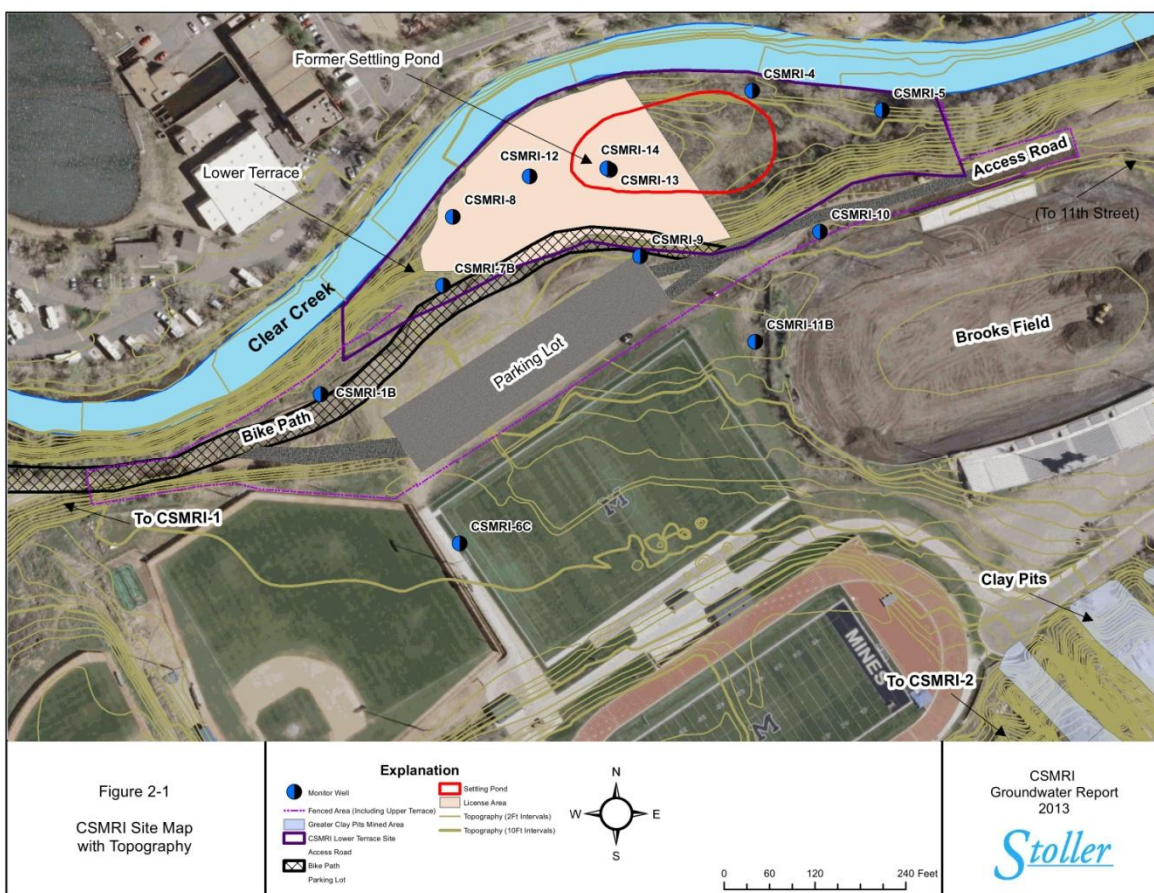 Former Settling Pond
CSMRI-4
CSMRI-5
CSMRI-14
CSMRI-12
CSMRI-13
Access Road
Lower Terrace
CSMRI-8
CSMRI-10
(To 11th Street)
CSMRI-9
CSMRI-7B
Clear Creek
CSMRI-11B
Brooks Field
Parking Lot
CSMRI-1B
Bike Path
M
To CSMRI-1
CSMRI-6C
Clay Pits
MINES
To CSMRI-2
M
Figure 2-1
CSMRI Site Map
with Topography
Explanation
Monitor Well
Fenced Area (Including Upper Terrace)
Greater Clay Pits Mined Area
CSMRI Lower Terrace Site
Access Road
Bike Path
Parking Lot
Settling Pond
License Area
Topography (2Ft Intervals)
Topography (10Ft Intervals)
N
W E
S
0 30 60 120 180 240 Feet
CSMRI
Groundwater Report
2013
Stoller